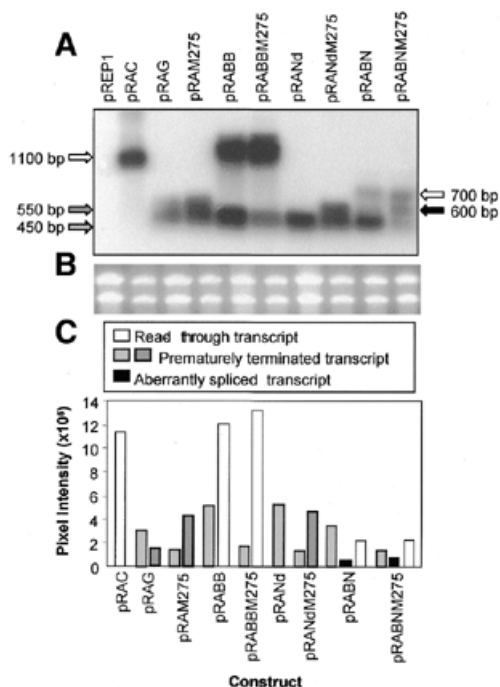 A
pREP1
pRAC
pRAG
pRAM275
pRABB
pRABBM275
pRANd
pRANdM275
pRABN
pRABNM275
1100 bp
550 bp
450 bp
700 bp
600 bp
B
C
Read through transcript
Prematurely terminated transcript
Aberrantly spliced transcript
14
12
10
8
6
4
2
0
Pixel Intensity (x10⁶)
pRAC
pRAG
pRAM275
pRABB
pRABBM275
pRANd
pRANdM275
pRABN
pRABNM275
Construct